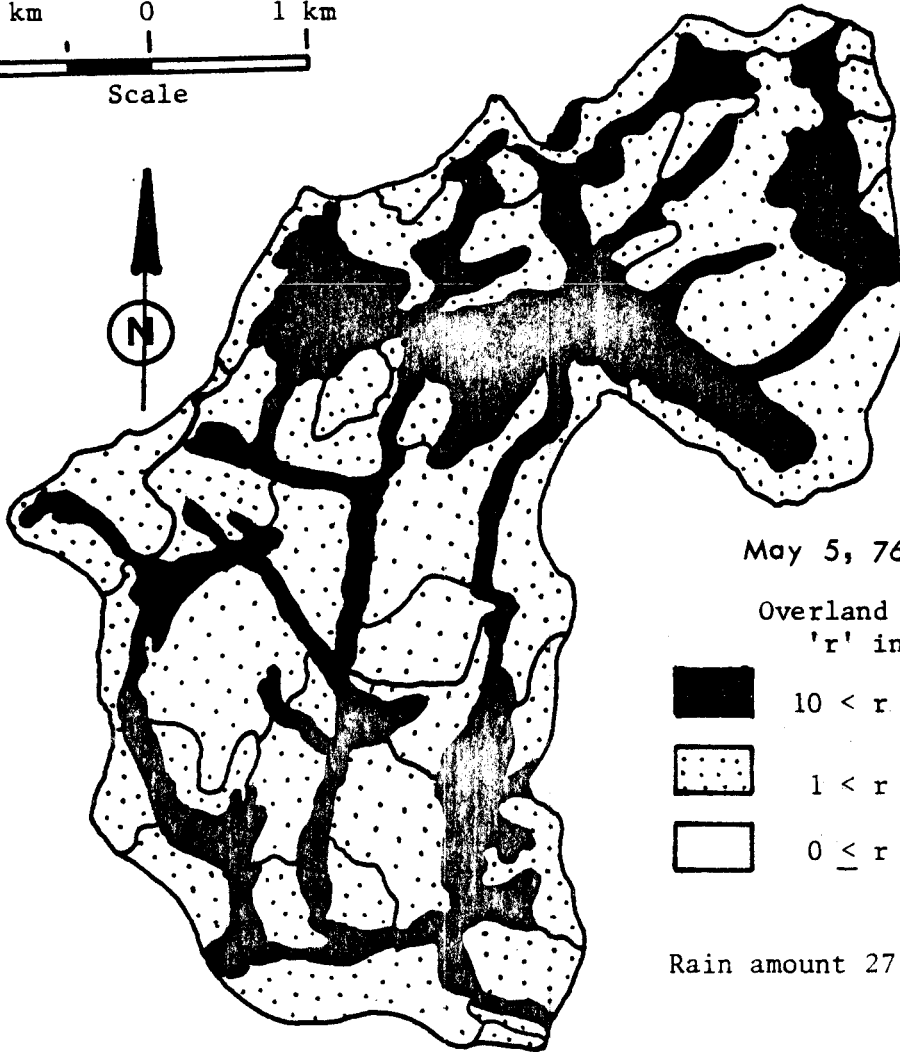 km 0 1 km
Scale
N
May 5, 76
Overland
'r' in
10 < r
1 < r
0 ≤ r
Rain amount 27